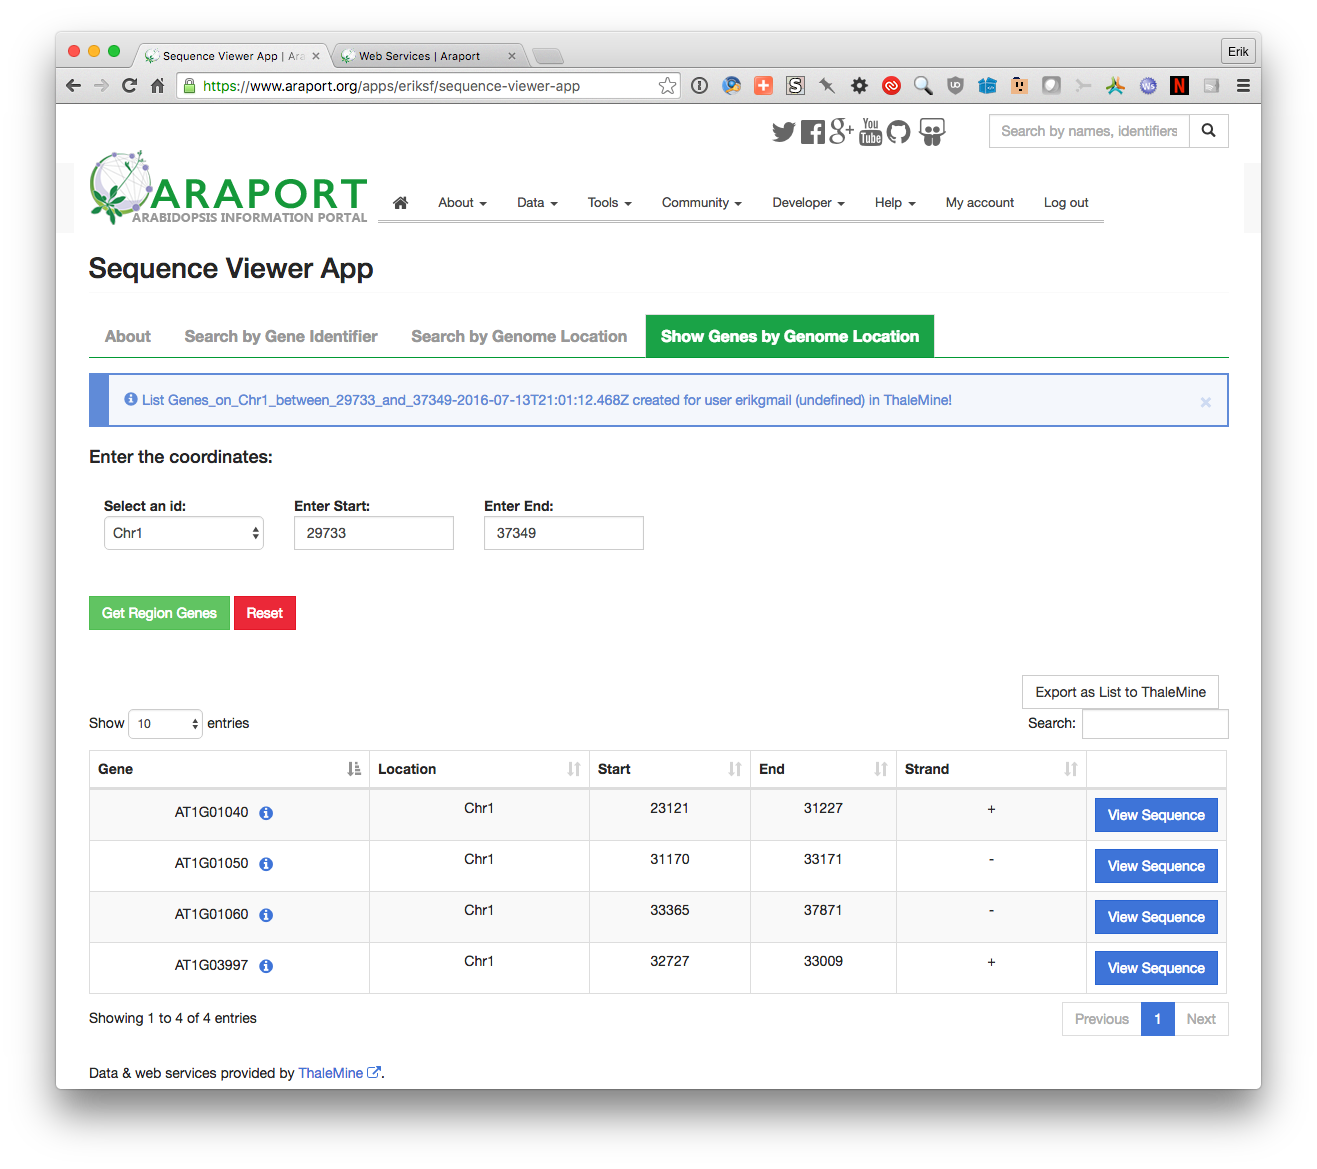 Sequence Viewer App | Ara
Web Services | Araport
Erik
https://www.araport.org/apps/eriksf/sequence-viewer-app
You Tube
Search by names, identifiers
ARAPORT
ARABIDOPSIS INFORMATION PORTAL
About Data Tools Community Developer Help My account Log out
Sequence Viewer App
About Search by Gene Identifier Search by Genome Location Show Genes by Genome Location
List Genes_on_Chr1_between_29733_and_37349-2016-07-13T21:01:12.468Z created for user erikgmail (undefined) in ThaleMine!
Enter the coordinates:
Select an id: Enter Start: Enter End:
Chr1 29733 37349
Get Region Genes Reset
Export as List to ThaleMine
Show 10 entries Search:
Gene Location Start End Strand
AT1G01040 Chr1 23121 31227 + View Sequence
AT1G01050 Chr1 31170 33171 - View Sequence
AT1G01060 Chr1 33365 37871 - View Sequence
AT1G03997 Chr1 32727 33009 + View Sequence
Showing 1 to 4 of 4 entries Previous 1 Next
Data & web services provided by ThaleMine .